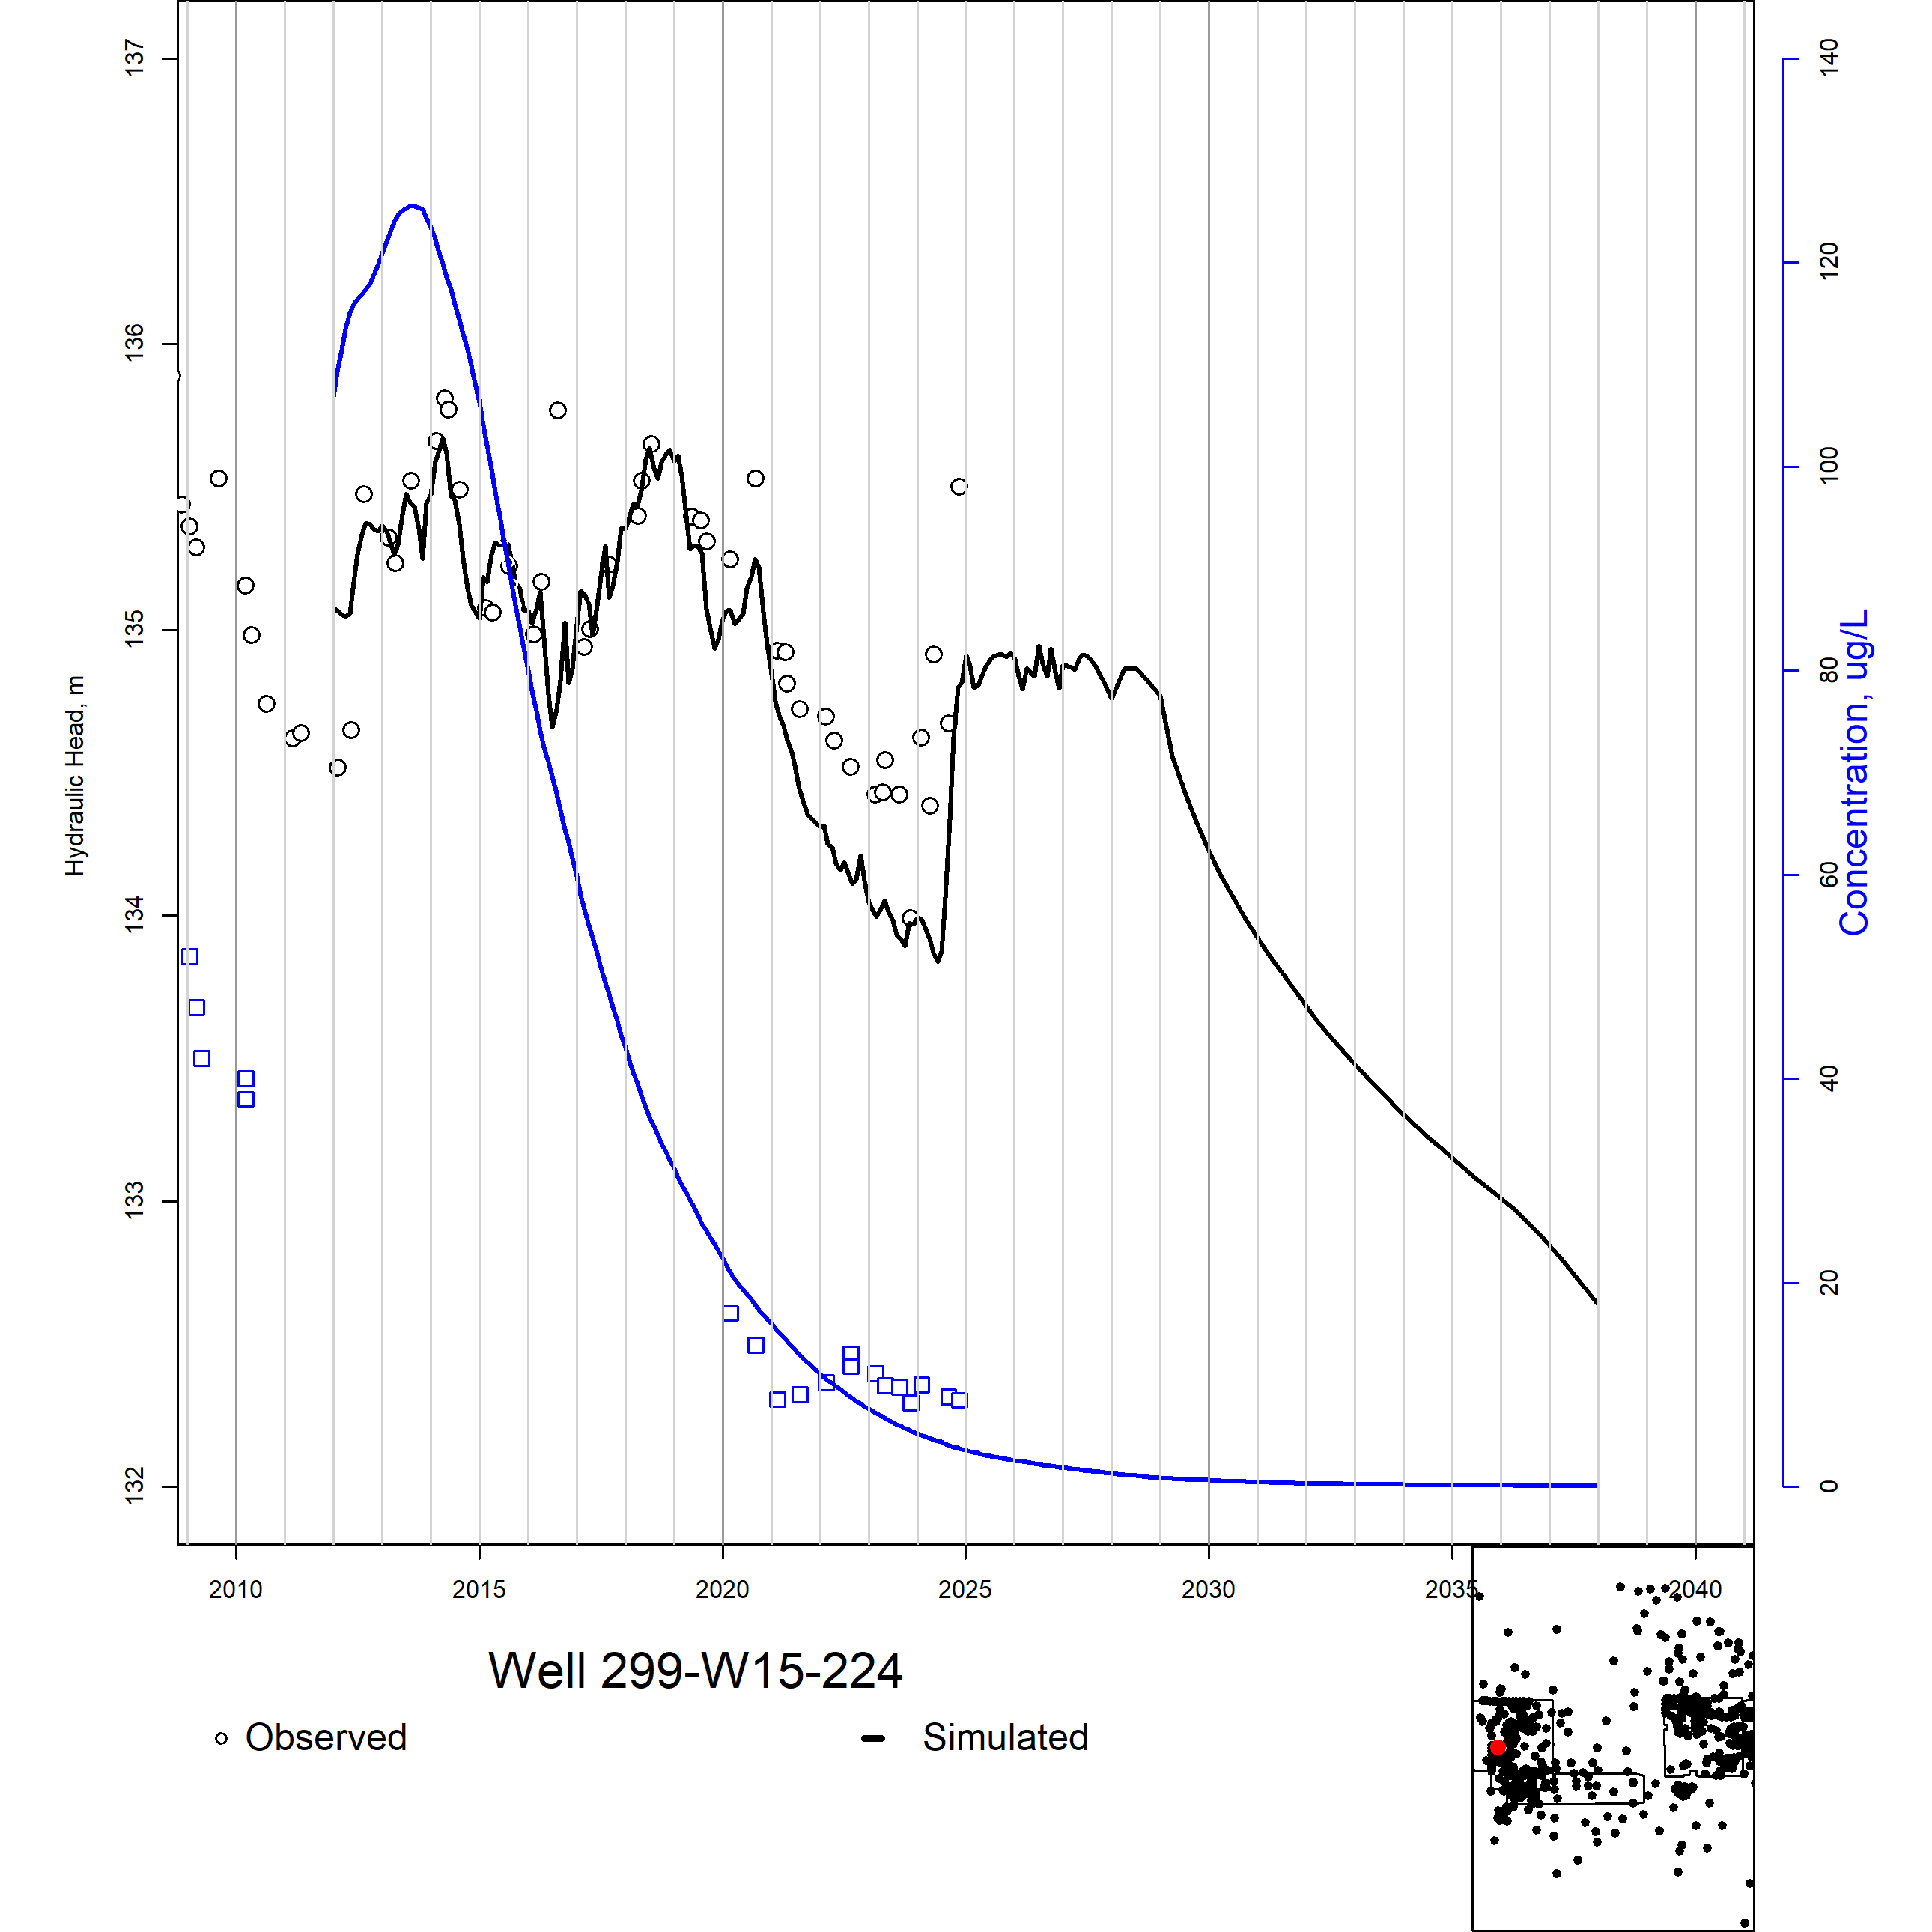 137
136
135
134
133
132
Hydraulic Head, m
140
120
100
80
60
40
20
0
Concentration, ug/L
2010 2015 2020 2025 2030 2035 2040
Well 299-W15-224
Observed Simulated